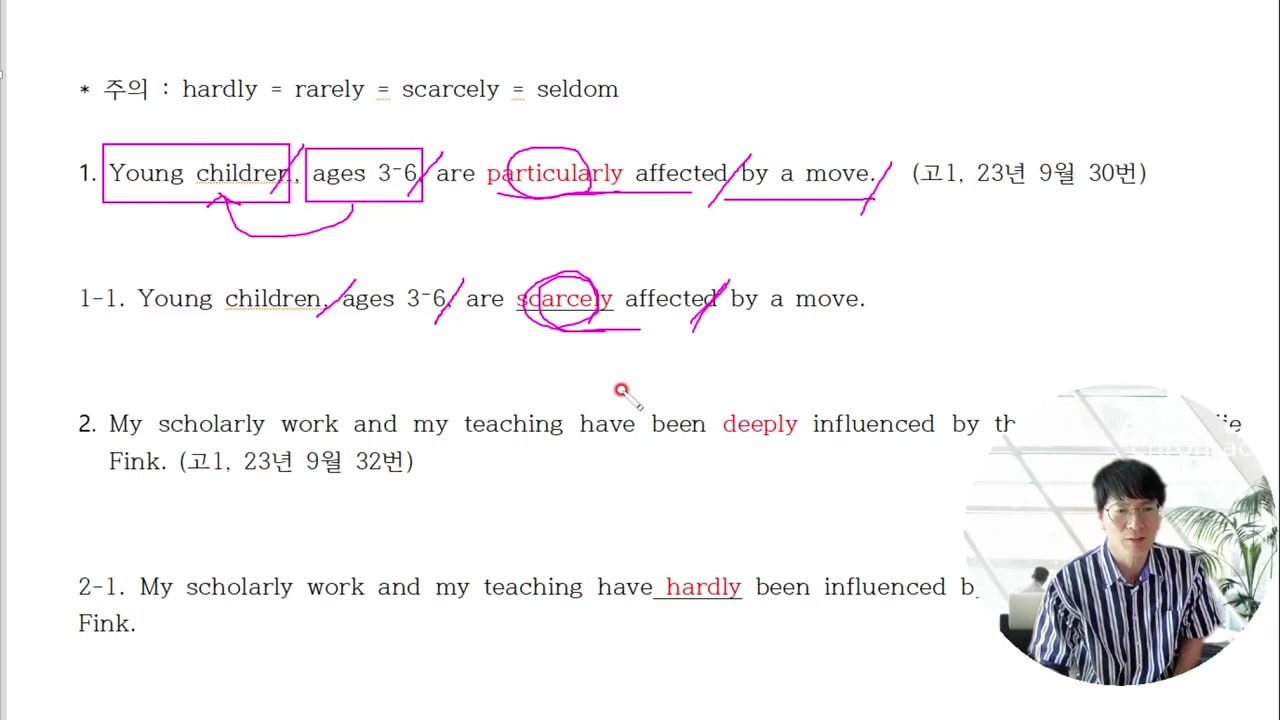 * 주의 : hardly = rarely = scarcely = seldom
1. Young children, ages 3-6, are particularly affected by a move. (고1, 23년 9월 30번)
1-1. Young children, ages 3-6, are scarcely affected by a move.
2. My scholarly work and my teaching have been deeply influenced by
Fink. (고1, 23년 9월 32번)
2-1. My scholarly work and my teaching have hardly been influenced
Fink.